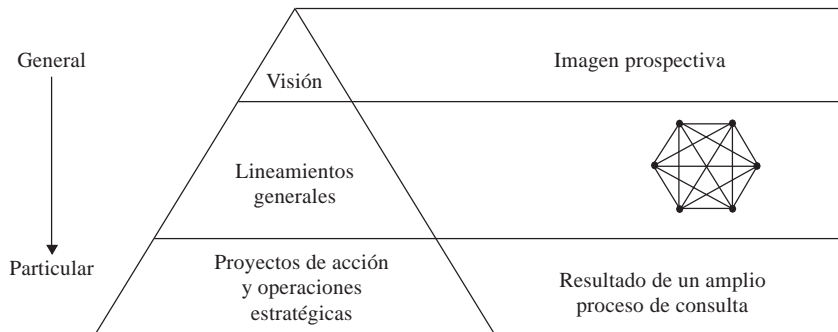 General
Visión
Imagen prospectiva
Lineamientos
generales
Particular
Proyectos de acción
y operaciones
estratégicas
Resultado de un amplio
proceso de consulta